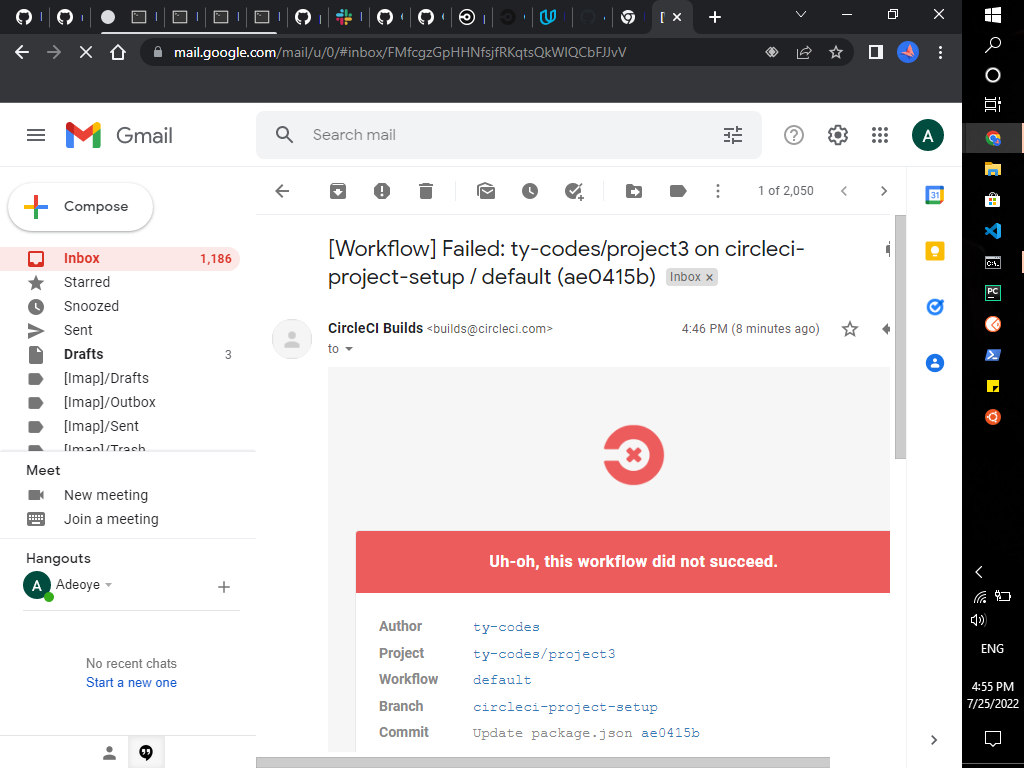 mail.google.com/mail/u/0/#inbox/FMfcgzGpHHNfsjfRKqtsQkWlQCbFJJvV
Gmail
Search mail
A
Compose
1 of 2,050
31
Inbox 1,186
Starred
Snoozed
Sent
Drafts 3
[Imap]/Drafts
[Imap]/Outbox
[Imap]/Sent
[Imap]/Trash
Meet
New meeting
Join a meeting
Hangouts
A Adeoye
No recent chats
Start a new one
[Workflow] Failed: ty-codes/project3 on circleci-
project-setup / default (ae0415b) Inbox ×
CircleCI Builds <builds@circleci.com> 4:46 PM (8 minutes ago)
to
Uh-oh, this workflow did not succeed.
Author ty-codes
Project ty-codes/project3
Workflow default
Branch circleci-project-setup
Commit Update package.json ae0415b
PC
ENG
4:55 PM
7/25/2022